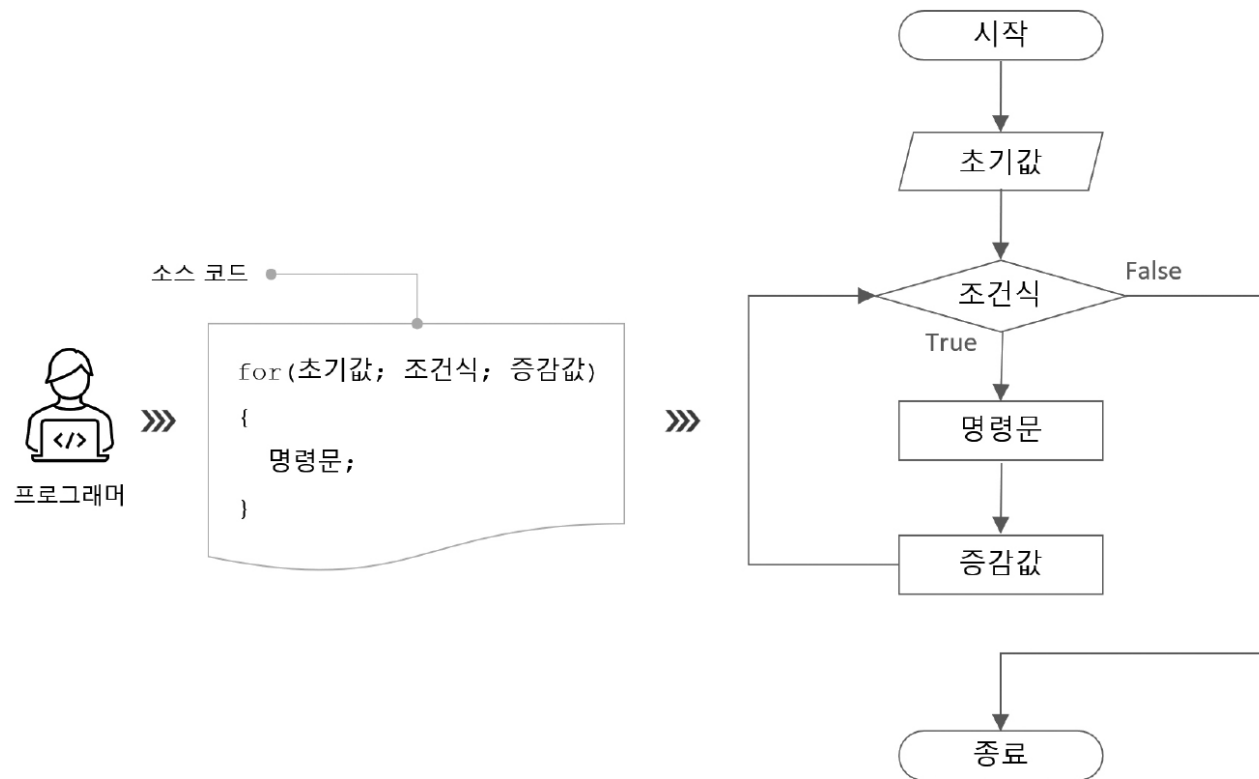 시작
초기값
조건식
False
True
명령문
증감값
종료
소스 코드
for(초기값; 조건식; 증감값)
{
명령문;
}
</>
프로그래머